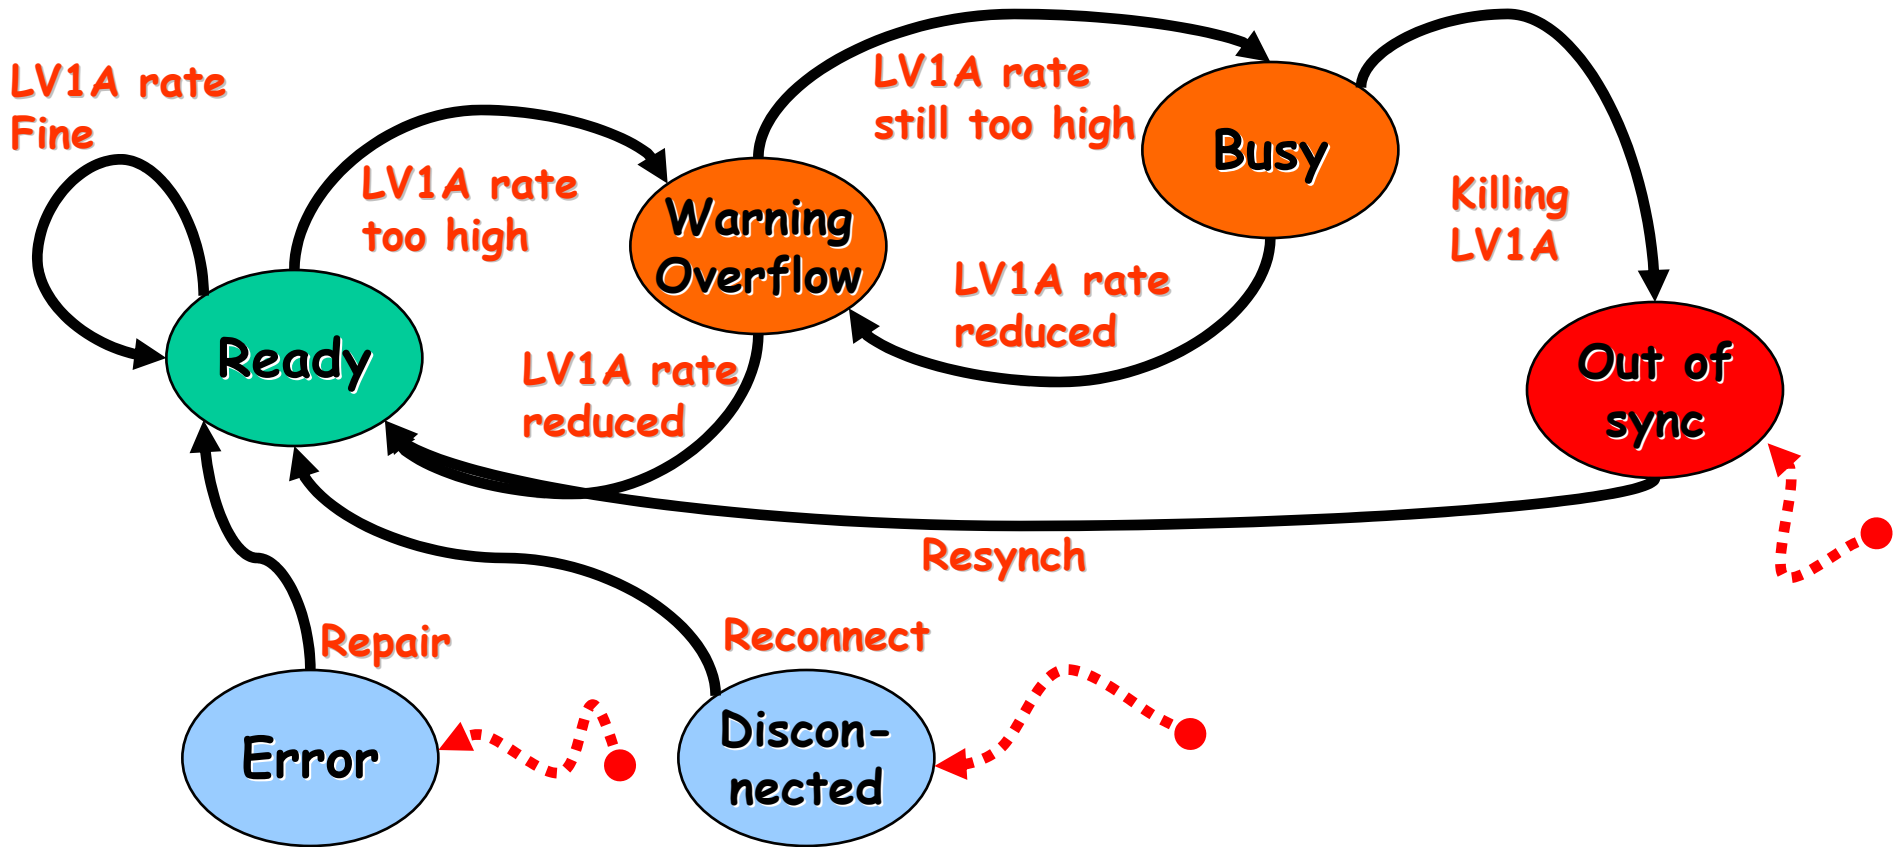 LV1A rate
Fine
LV1A rate
too high
LV1A rate
still too high
Busy
Killing
LV1A
Warning
Overflow
LV1A rate
reduced
Ready
LV1A rate
reduced
Out of
sync
Resynch
Repair
Reconnect
Error
Discon-
nected